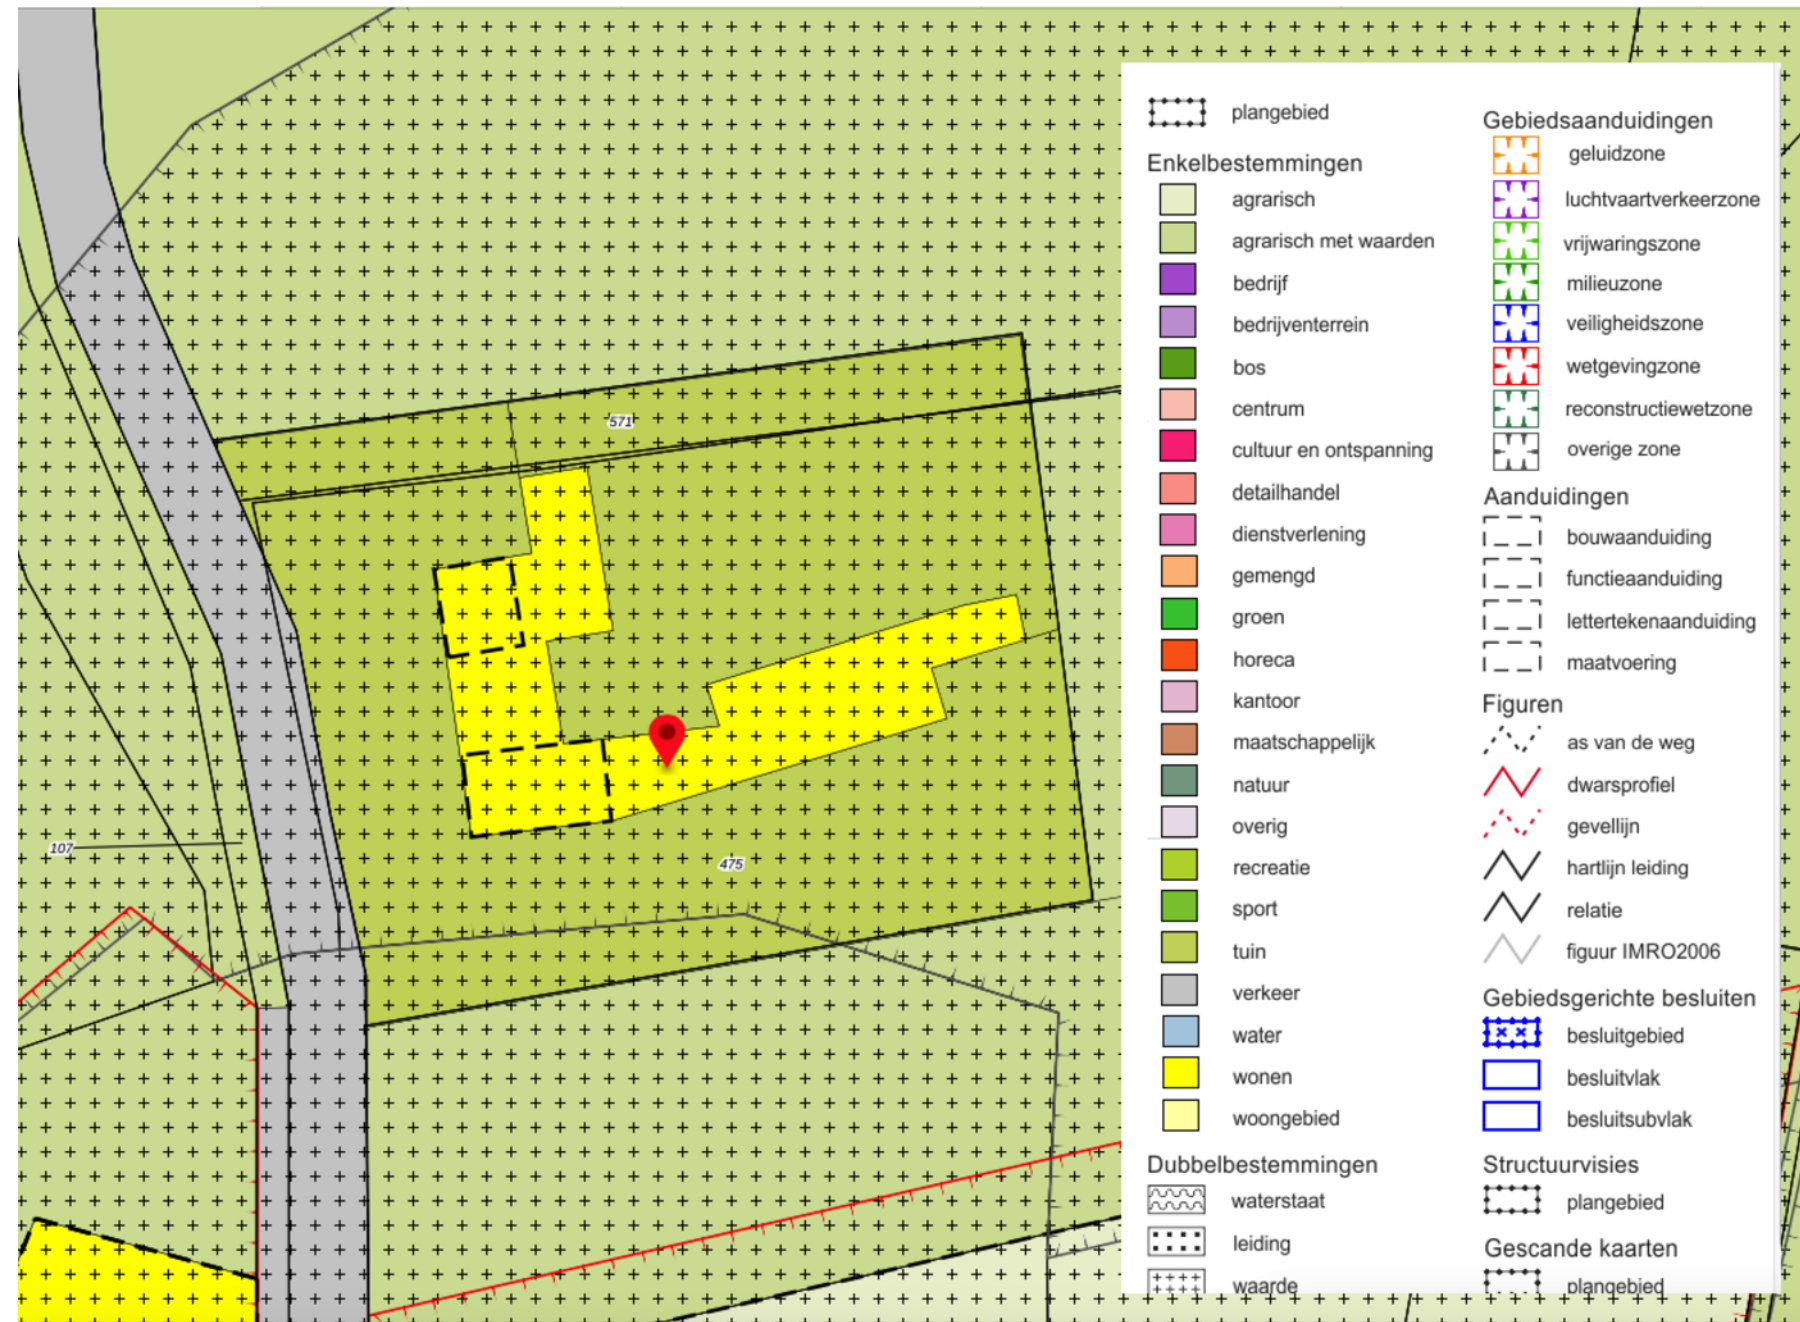 571
107
475
plangebied
Enkelbestemmingen
agrarisch
agrarisch met waarden
bedrijf
bedrijventerrein
bos
centrum
cultuur en ontspanning
detailhandel
dienstverlening
gemengd
groen
horeca
kantoor
maatschappelijk
natuur
overig
recreatie
sport
tuin
verkeer
water
wonen
woongebied
Dubbelbestemmingen
waterstaat
leiding
waarde
Gebiedsaanduidingen
geluidzone
luchtvaartverkeerzone
vrijwaringszone
milieuzone
veiligheidszone
wetgevingzone
reconstructiewetzone
overige zone
Aanduidingen
bouwaanduiding
functieaanduiding
lettertekenaanduiding
maatvoering
Figuren
as van de weg
dwarsprofiel
gevellijn
hartlijn leiding
relatie
figuur IMRO2006
Gebiedsgerichte besluiten
besluitgebied
besluitvlak
besluitsubvlak
Structuurvisies
plangebied
Gescande kaarten
plangebied